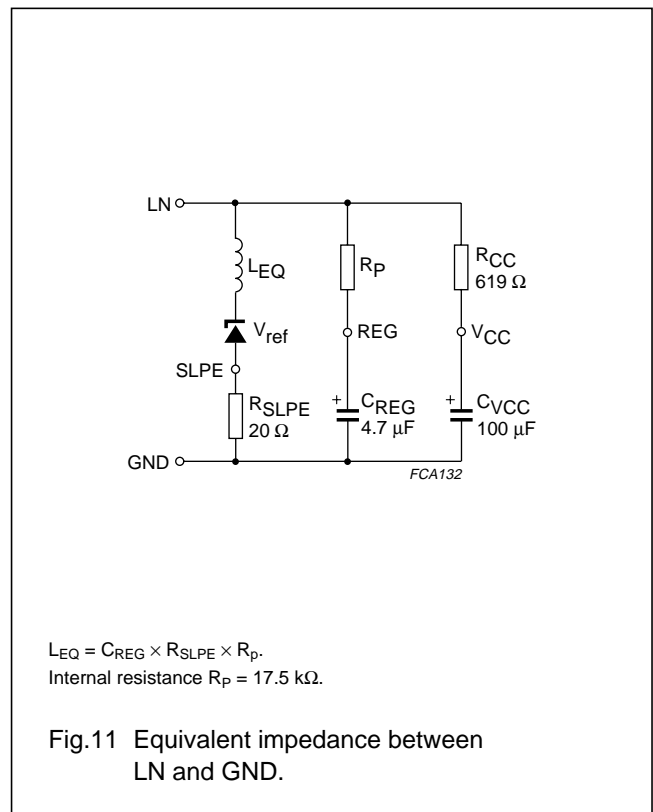 LN
L_EQ
R_P
R_CC
619 Ω
V_ref
REG
V_CC
SLPE
R_SLPE
20 Ω
+
C_REG
4.7 μF
+
C_VCC
100 μF
GND
FCA132
L_EQ = C_REG × R_SLPE × R_p.
Internal resistance R_P = 17.5 kΩ.
Fig.11 Equivalent impedance between
LN and GND.